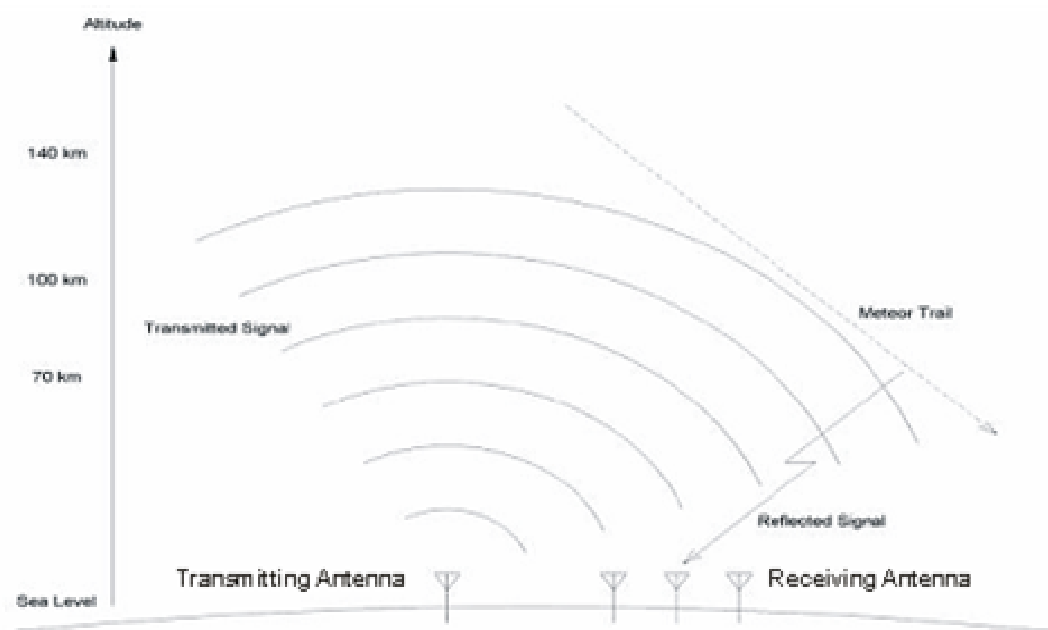 Altitude
140 km
100 km
Transmitted Signal
Meteor Trail
70 km
Reflected Signal
Transmitting Antenna
Receiving Antenna
Sea Level